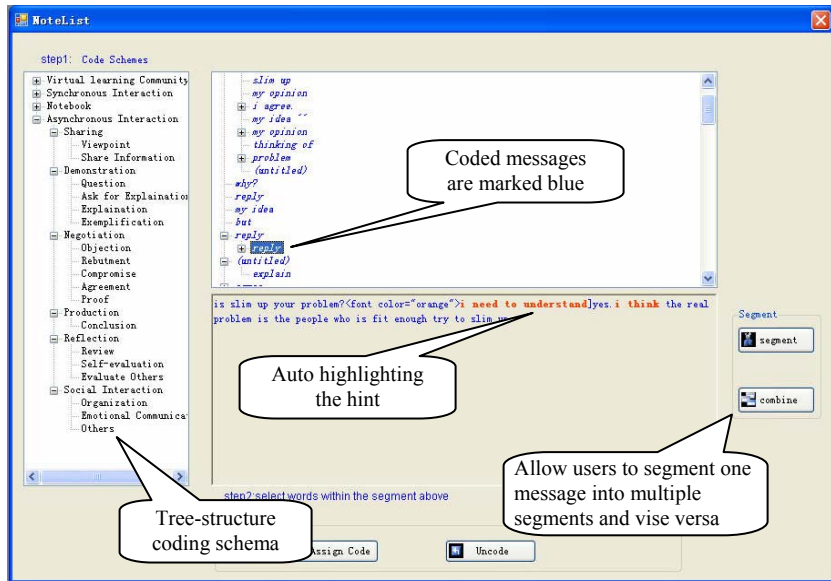 NoteList
step1: Code Schemes
Virtual learning Community
Synchronous Interaction
Notebook
Asynchronous Interaction
Sharing
Viewpoint
Share Information
Demonstration
Question
Ask for Explaination
Explaination
Exemplification
Negotiation
Objection
Rebutment
Compromise
Agreement
Proof
Production
Conclusion
Reflection
Review
Self-evaluation
Evaluate Others
Social Interaction
Organization
Emotional Communica
Others
slim up
my opinion
i agree.
my idea ^^
my opinion
thinking of
problem
(untitled)
why?
reply
my idea
but
reply
reply
(untitled)
explain
Coded messages
are marked blue
is slim up your problem?<font color="orange">i need to understand]yes.i think the real
problem is the people who is fit enough try to slim up
Auto highlighting
the hint
Segment
segment
combine
Allow users to segment one
message into multiple
segments and vise versa
step2:select words within the segment above
Tree-structure
coding schema
Assign Code
Uncode